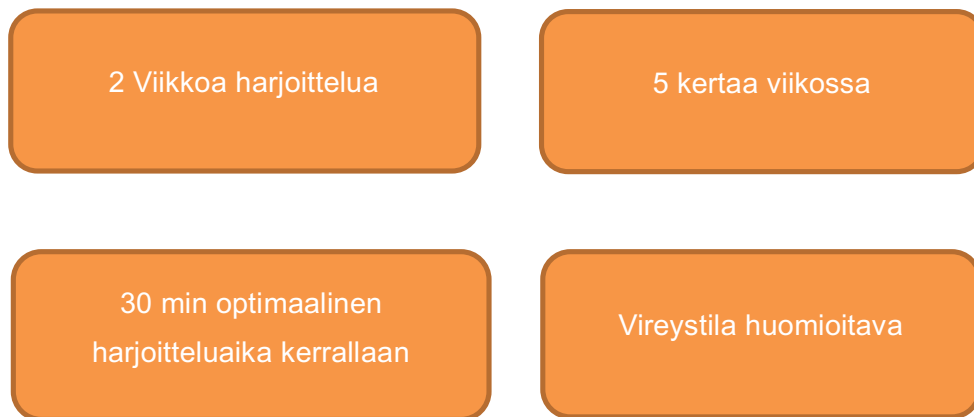 2 Viikkoa harjoittelua
5 kertaa viikossa
30 min optimaalinen
harjoitteluaika kerrallaan
Vireystila huomioitava